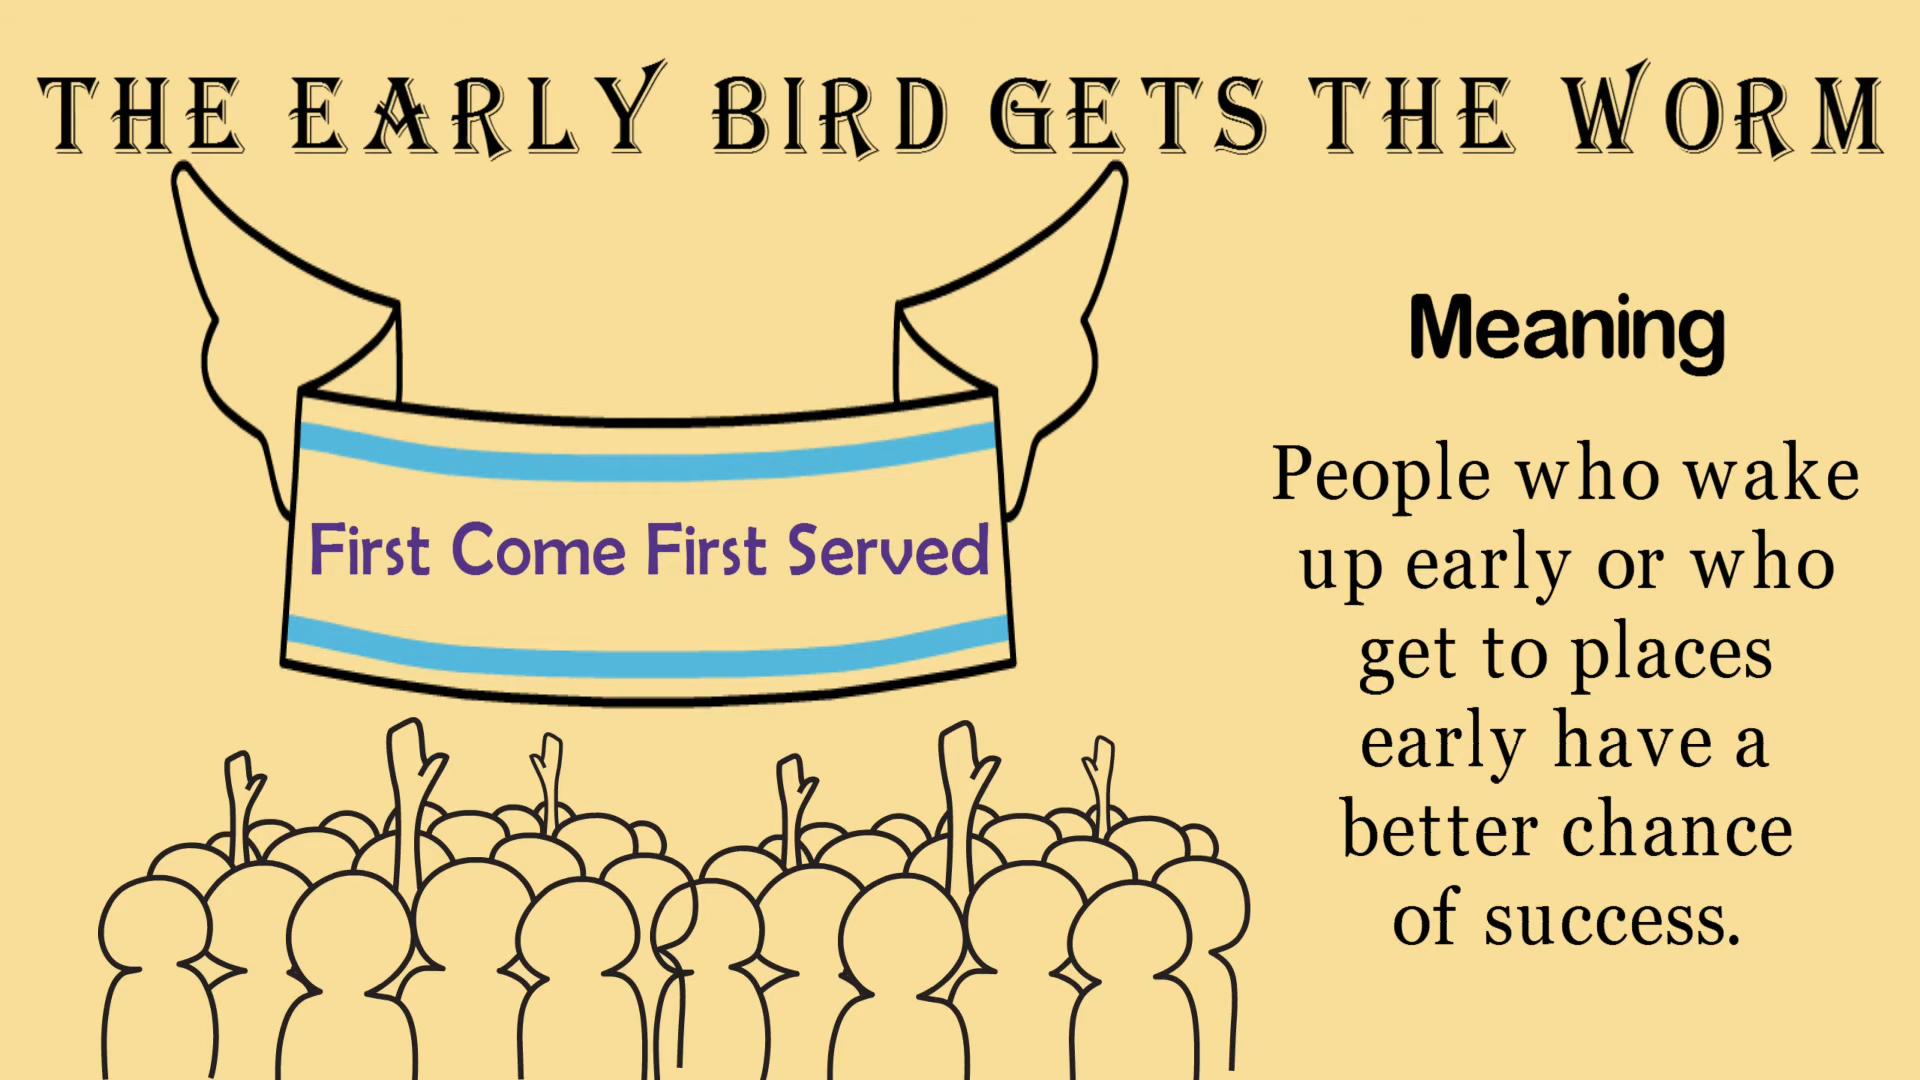 THE EARLY BIRD GETS THE WORM
First Come First Served
Meaning
People who wake
up early or who
get to places
early have a
better chance
of success.